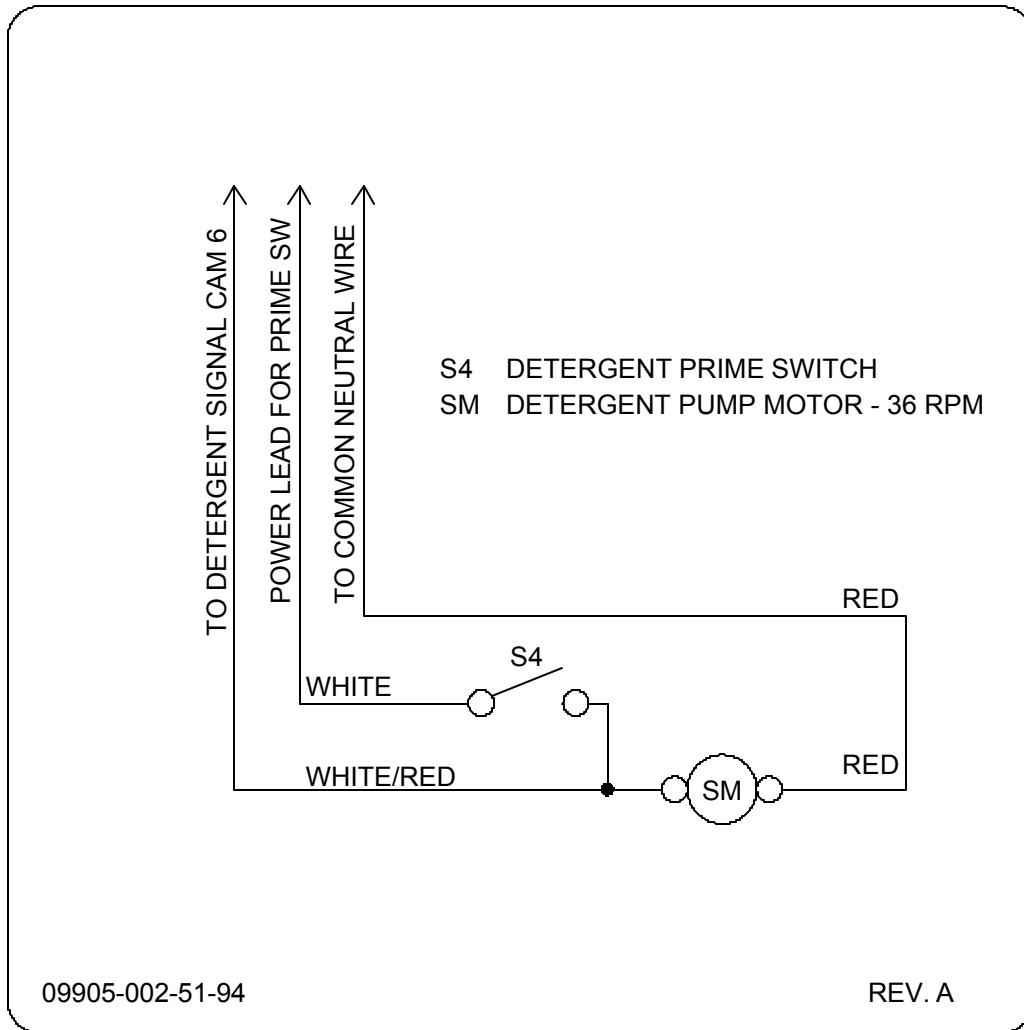 TO DETERGENT SIGNAL CAM 6
POWER LEAD FOR PRIME SW
TO COMMON NEUTRAL WIRE
S4 DETERGENT PRIME SWITCH
SM DETERGENT PUMP MOTOR - 36 RPM
RED
S4
WHITE
WHITE/RED
RED
SM
09905-002-51-94
REV. A